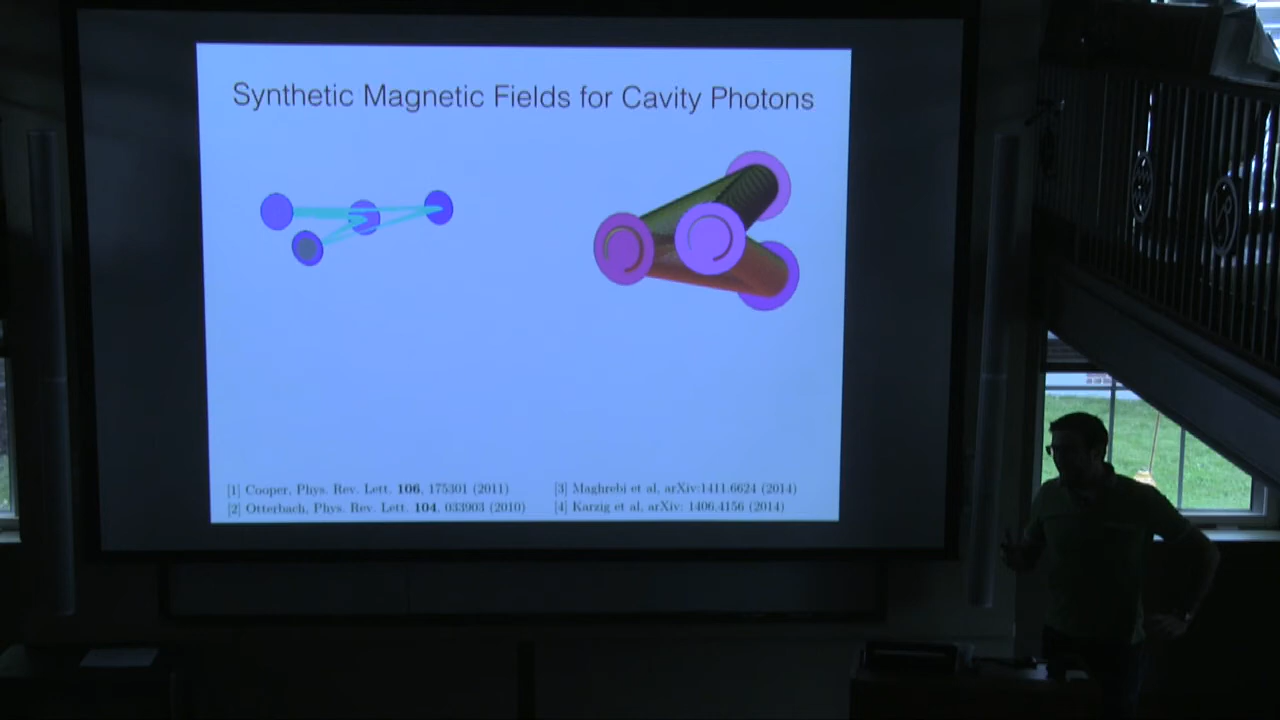 Synthetic Magnetic Fields for Cavity Photons
[1] Cooper, Phys. Rev. Lett. 106, 175301 (2011)
[2] Otterbach, Phys. Rev. Lett. 104, 033903 (2010)
[3] Maghrebi et al, arXiv:1411.6624 (2014)
[4] Karzig et al, arXiv: 1406.4156 (2014)